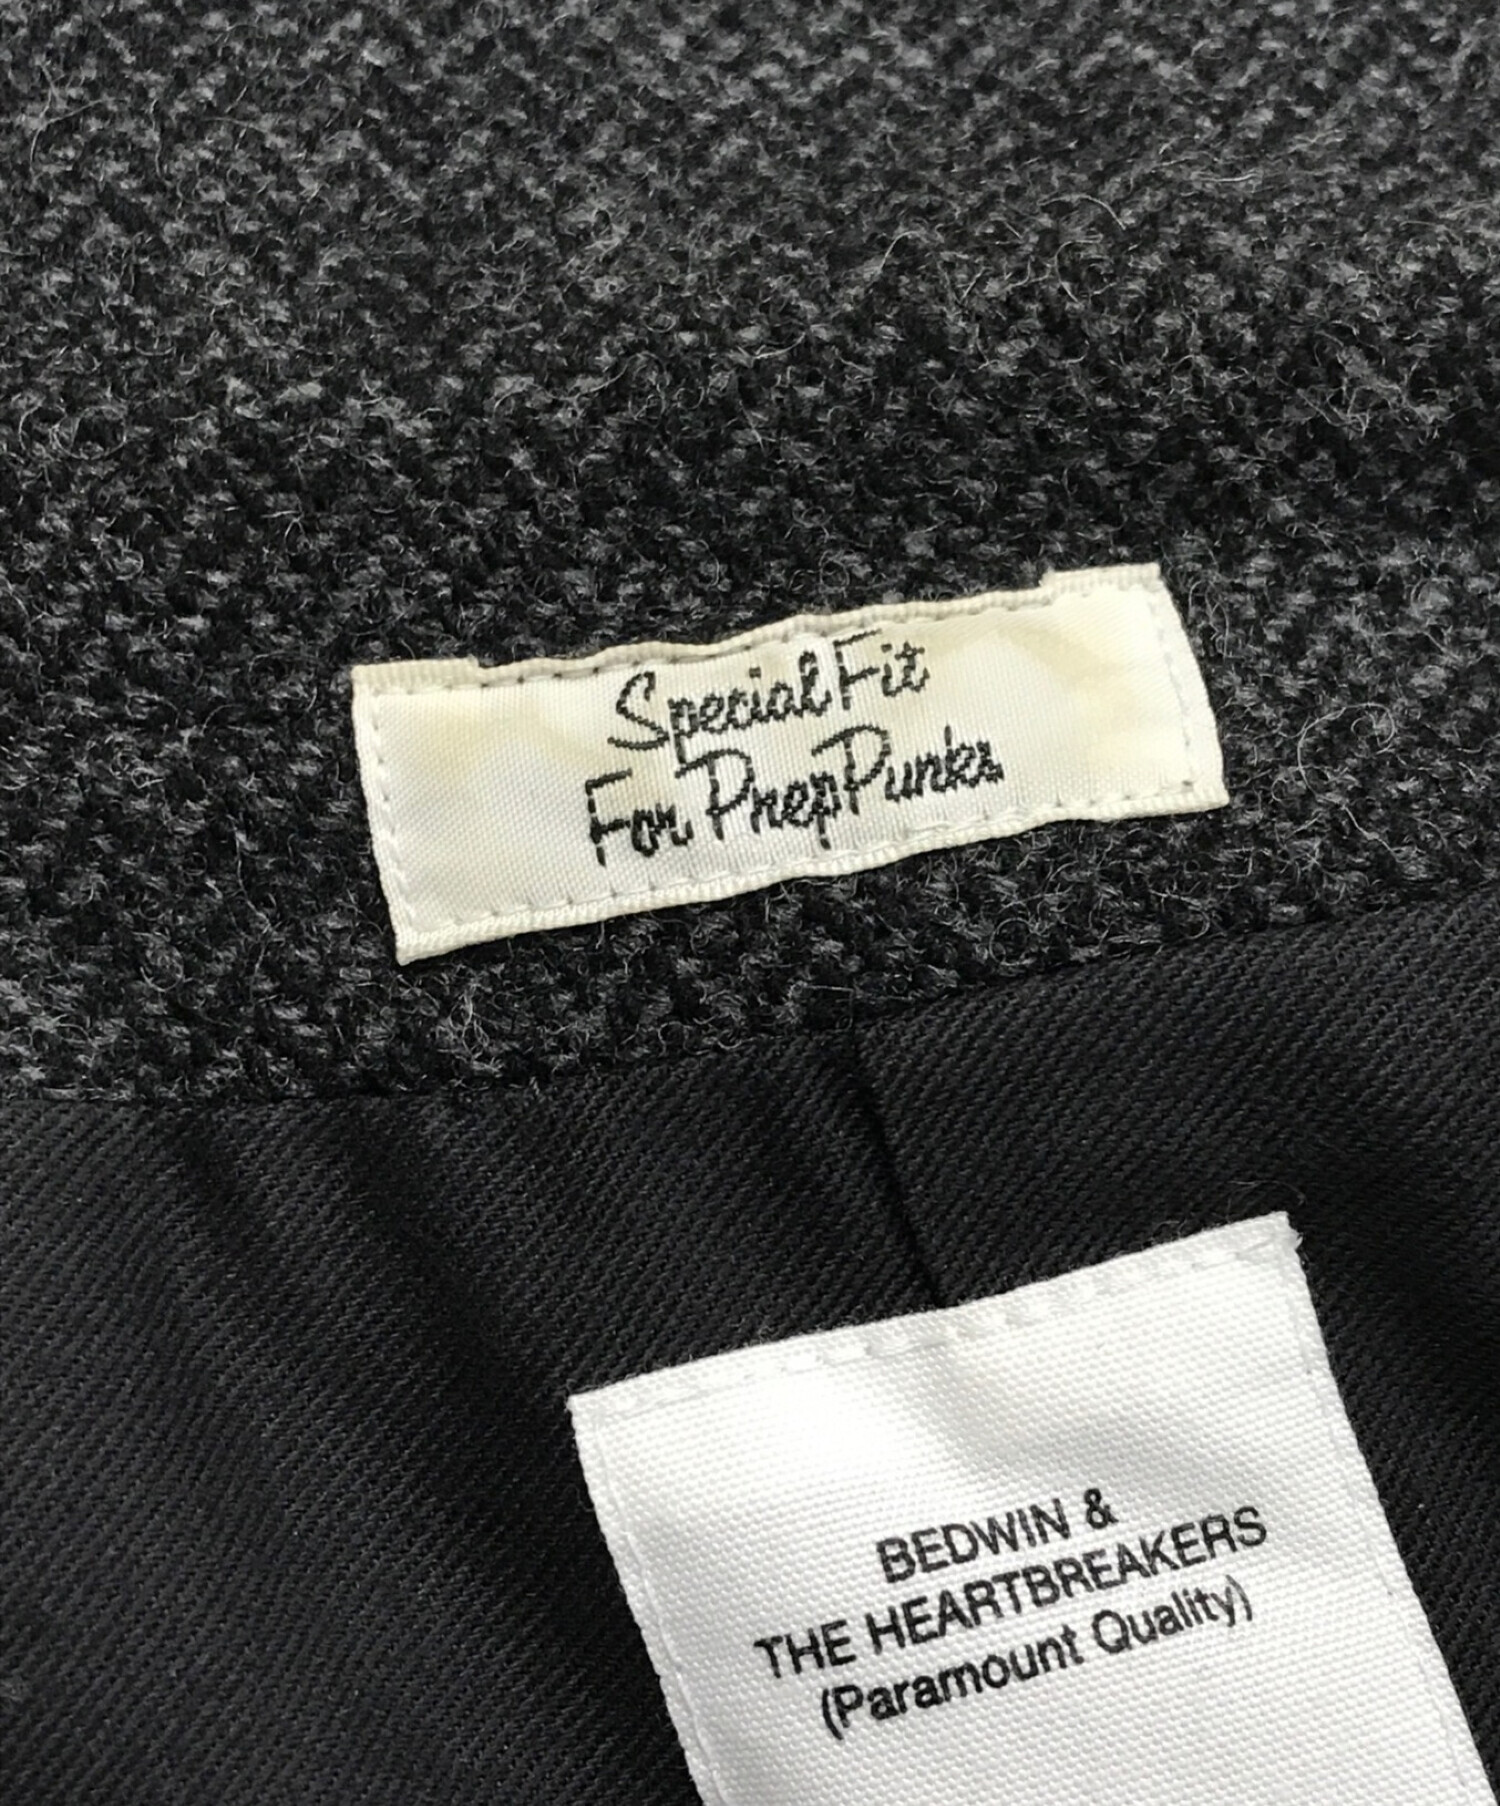 Special Fit
For Prep Punks
BEDWIN &
THE HEARTBREAKERS
(Paramount Quality)